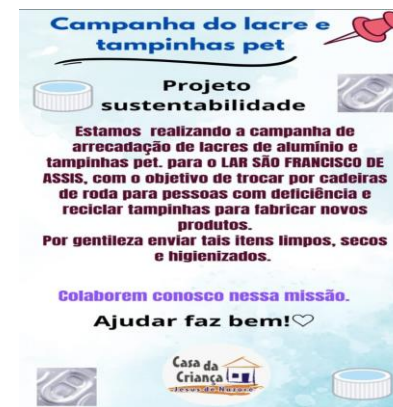 Campanha do lacre e
tampinhas pet
Projeto
sustentabilidade
Estamos realizando a campanha de
arrecadação de lacres de alumínio e
tampinhas pet. para o LAR SÃO FRANCISCO DE
ASSIS, com o objetivo de trocar por cadeiras
de roda para pessoas com deficiência e
reciclar tampinhas para fabricar novos
produtos.
Por gentileza enviar tais itens limpos, secos
e higienizados.
Colaborem conosco nessa missão.
Ajudar faz bem!♡
Casa da
Criança
Jesus de Nazaré